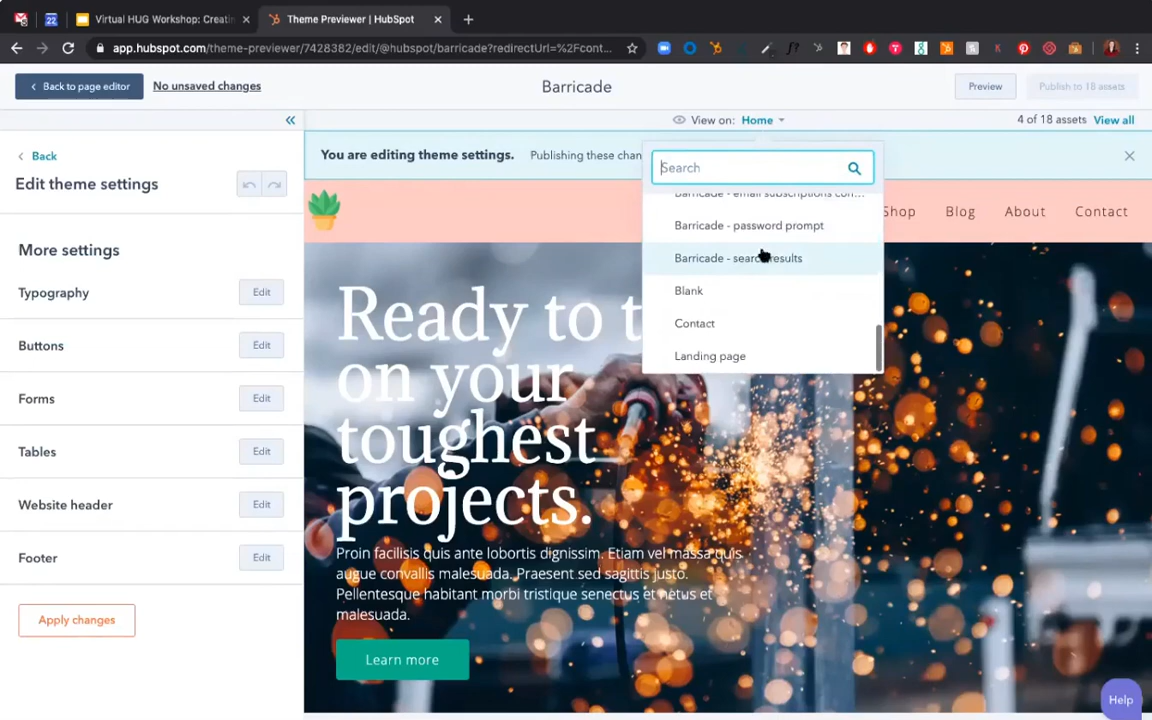 Virtual HUG Workshop: Creatin
Theme Previewer | HubSpot
app.hubspot.com/theme-previewer/7428382/edit/@hubspot/barricade?redirectUrl=%2Fcont...
Back to page editor
No unsaved changes
Barricade
Preview
Publish to 18 assets
View on: Home
4 of 18 assets
View all
Back
You are editing theme settings. Publishing these chan
Search
Edit theme settings
Barricade - email subscriptions con...
Shop
Blog
About
Contact
Barricade - password prompt
More settings
Barricade - search results
Typography
Edit
Blank
Contact
Buttons
Edit
Landing page
Forms
Edit
Tables
Edit
Website header
Edit
Footer
Edit
Apply changes
Ready to t
on your
toughest
projects.
Proin facilisis quis ante lobortis dignissim. Etiam vel massa quis
augue convallis malesuada. Praesent sed sagittis justo.
Pellentesque habitant morbi tristique senectus et netus et
malesuada.
Learn more
Help